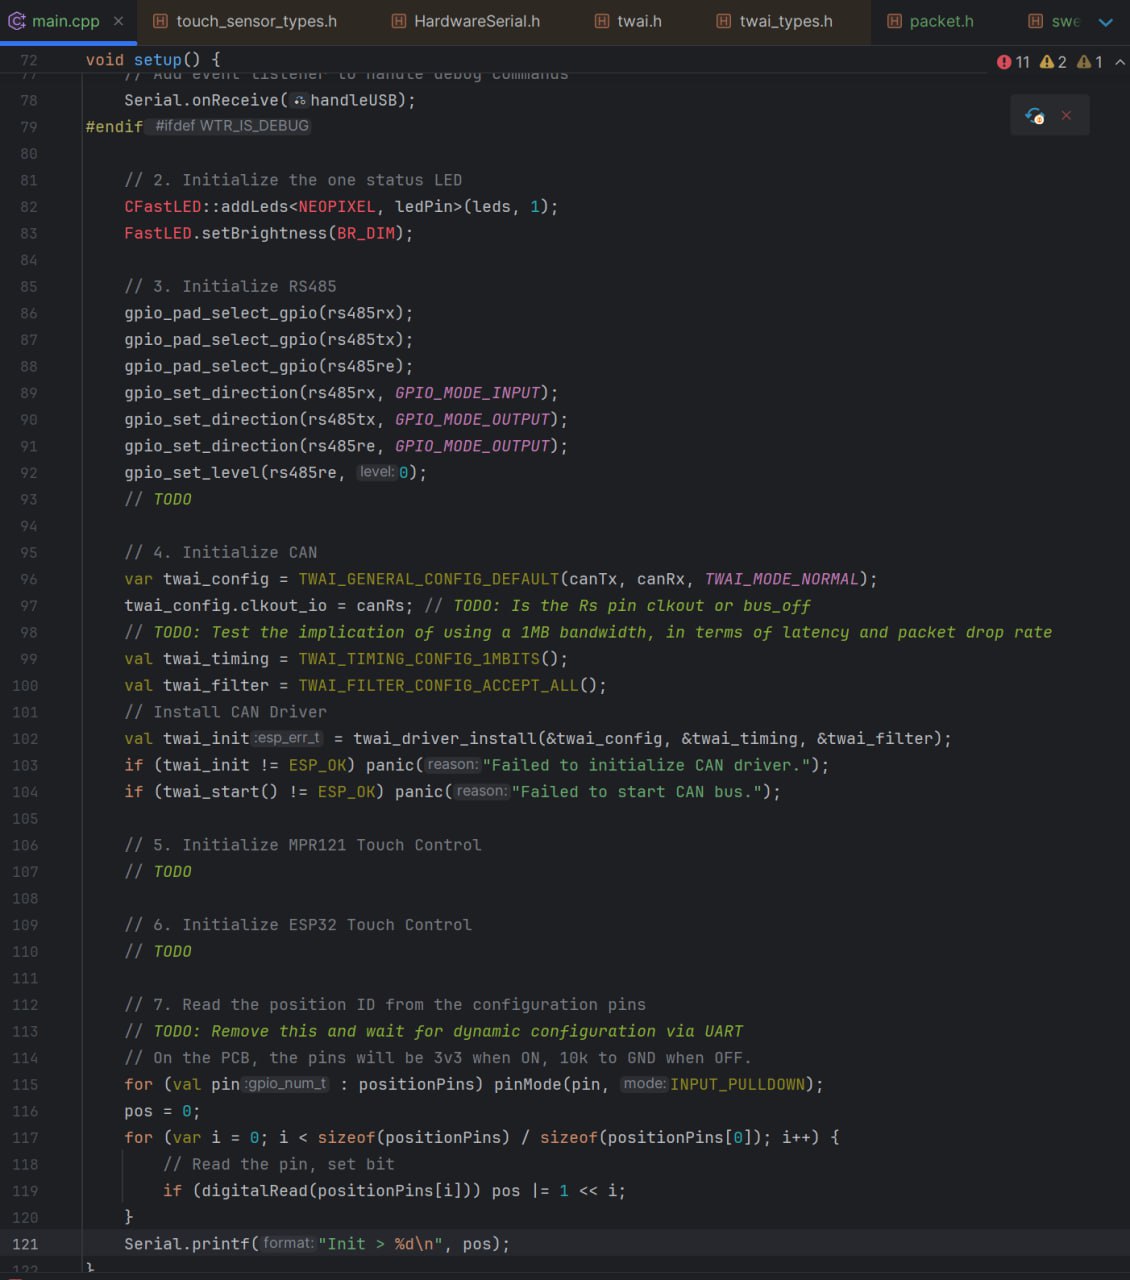 main.cpp × touch_sensor_types.h HardwareSerial.h twai.h twai_types.h packet.h swe
72 void setup() {
11 2 1
77 // Add event listener to handle debug commands
78 Serial.onReceive(handleUSB);
79 #endif #ifdef WTR_IS_DEBUG
80
81 // 2. Initialize the one status LED
82 CFastLED::addLeds<NEOPIXEL, ledPin>(leds, 1);
83 FastLED.setBrightness(BR_DIM);
84
85 // 3. Initialize RS485
86 gpio_pad_select_gpio(rs485rx);
87 gpio_pad_select_gpio(rs485tx);
88 gpio_pad_select_gpio(rs485re);
89 gpio_set_direction(rs485rx, GPIO_MODE_INPUT);
90 gpio_set_direction(rs485tx, GPIO_MODE_OUTPUT);
91 gpio_set_direction(rs485re, GPIO_MODE_OUTPUT);
92 gpio_set_level(rs485re, level: 0);
93 // TODO
94
95 // 4. Initialize CAN
96 var twai_config = TWAI_GENERAL_CONFIG_DEFAULT(canTx, canRx, TWAI_MODE_NORMAL);
97 twai_config.clkout_io = canRs; // TODO: Is the Rs pin clkout or bus_off
98 // TODO: Test the implication of using a 1MB bandwidth, in terms of latency and packet drop rate
99 val twai_timing = TWAI_TIMING_CONFIG_1MBITS();
100 val twai_filter = TWAI_FILTER_CONFIG_ACCEPT_ALL();
101 // Install CAN Driver
102 val twai_init :esp_err_t = twai_driver_install(&twai_config, &twai_timing, &twai_filter);
103 if (twai_init != ESP_OK) panic( reason: "Failed to initialize CAN driver.");
104 if (twai_start() != ESP_OK) panic( reason: "Failed to start CAN bus.");
105
106 // 5. Initialize MPR121 Touch Control
107 // TODO
108
109 // 6. Initialize ESP32 Touch Control
110 // TODO
111
112 // 7. Read the position ID from the configuration pins
113 // TODO: Remove this and wait for dynamic configuration via UART
114 // On the PCB, the pins will be 3v3 when ON, 10k to GND when OFF.
115 for (val pin :gpio_num_t : positionPins) pinMode(pin, mode: INPUT_PULLDOWN);
116 pos = 0;
117 for (var i = 0; i < sizeof(positionPins) / sizeof(positionPins[0]); i++) {
118 // Read the pin, set bit
119 if (digitalRead(positionPins[i])) pos |= 1 << i;
120 }
121 Serial.printf( format: "Init > %d\n", pos);
122 }